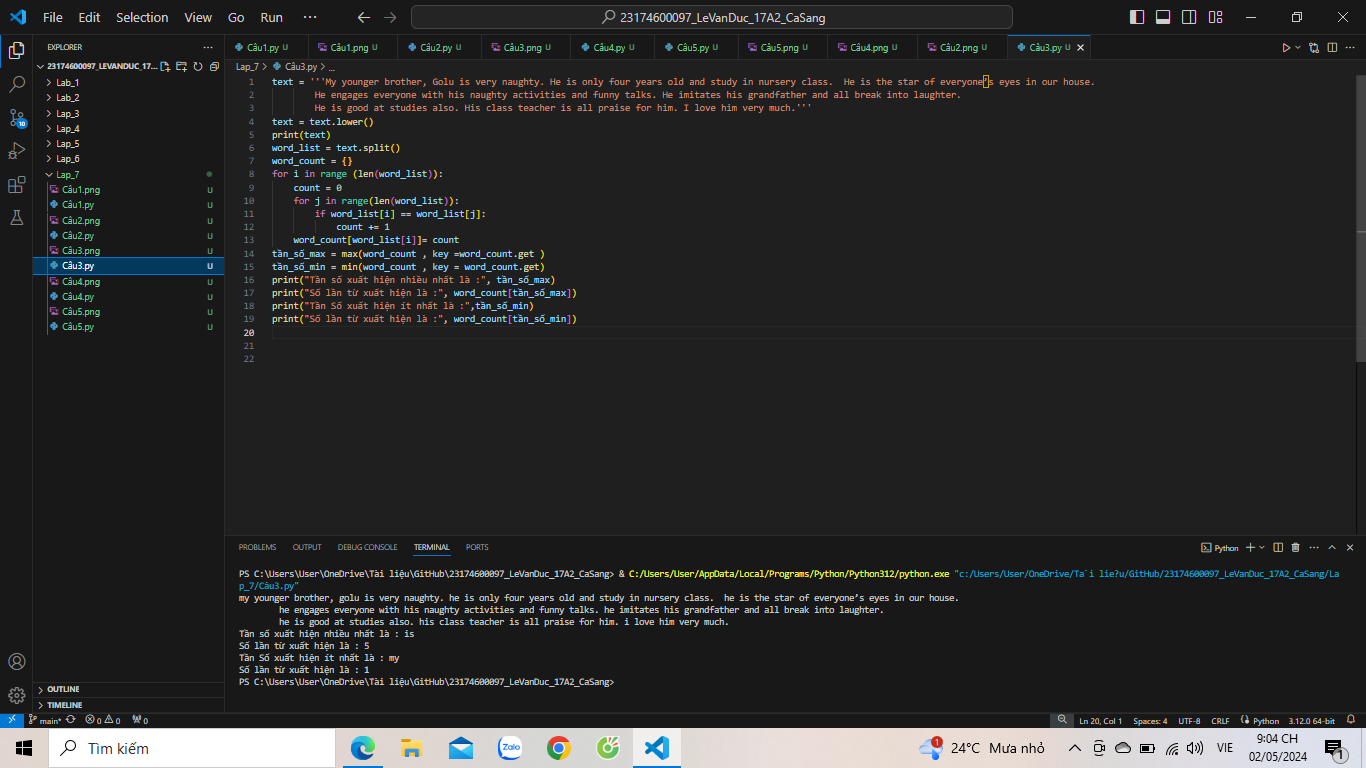 File Edit Selection View Go Run ··· 23174600097_LeVanDuc_17A2_CaSang
EXPLORER ···
Câu1.py U Câu1.png U Câu2.py U Câu3.png U Câu4.py U Câu5.py U Câu5.png U Câu4.png U Câu2.png U Câu3.py U
23174600097_LEVANDUC_17...
Lap_7 > Câu3.py > ...
Lab_1
Lab_2
Lap_3
Lap_4
Lap_5
Lap_6
Lap_7
Câu1.png U
Câu1.py U
Câu2.png U
Câu2.py U
Câu3.png U
Câu3.py U
Câu4.png U
Câu4.py U
Câu5.png U
Câu5.py U
OUTLINE
TIMELINE
1 text = '''My younger brother, Golu is very naughty. He is only four years old and study in nursery class.  He is the star of everyone’s eyes in our house.
2 He engages everyone with his naughty activities and funny talks. He imitates his grandfather and all break into laughter.
3 He is good at studies also. His class teacher is all praise for him. I love him very much.'''
4 text = text.lower()
5 print(text)
6 word_list = text.split()
7 word_count = {}
8 for i in range (len(word_list)):
9 count = 0
10 for j in range(len(word_list)):
11 if word_list[i] == word_list[j]:
12 count += 1
13 word_count[word_list[i]]= count
14 tần_số_max = max(word_count , key =word_count.get )
15 tần_số_min = min(word_count , key = word_count.get)
16 print("Tần số xuất hiện nhiều nhất là :", tần_số_max)
17 print("Số lần từ xuất hiện là :", word_count[tần_số_max])
18 print("Tần Số xuất hiện ít nhất là :",tần_số_min)
19 print("Số lần từ xuất hiện là :", word_count[tần_số_min])
20
21
22
PROBLEMS OUTPUT DEBUG CONSOLE TERMINAL PORTS Python
PS C:\Users\User\OneDrive\Tài liệu\GitHub\23174600097_LeVanDuc_17A2_CaSang> & C:/Users/User/AppData/Local/Programs/Python/Python312/python.exe "c:/Users/User/OneDrive/Ta`i lie?u/GitHub/23174600097_LeVanDuc_17A2_CaSang/La
p_7/Câu3.py"
my younger brother, golu is very naughty. he is only four years old and study in nursery class.  he is the star of everyone’s eyes in our house.
he engages everyone with his naughty activities and funny talks. he imitates his grandfather and all break into laughter.
he is good at studies also. his class teacher is all praise for him. i love him very much.
Tần số xuất hiện nhiều nhất là : is
Số lần từ xuất hiện là : 5
Tần Số xuất hiện ít nhất là : my
Số lần từ xuất hiện là : 1
PS C:\Users\User\OneDrive\Tài liệu\GitHub\23174600097_LeVanDuc_17A2_CaSang>
main* 0 0 0 Ln 20, Col 1 Spaces: 4 UTF-8 CRLF Python 3.12.0 64-bit
Tìm kiếm Zalo 1 24°C Mưa nhỏ VIE 9:04 CH
02/05/2024 1